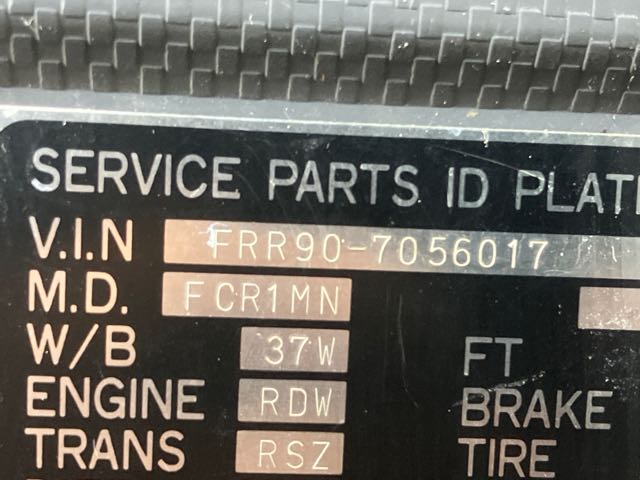 SERVICE PARTS ID PLAT
V.I.N FRR90-7056017
M.D. FCR1MN
W/B 37W FT
ENGINE RDW BRAKE
TRANS RSZ TIRE